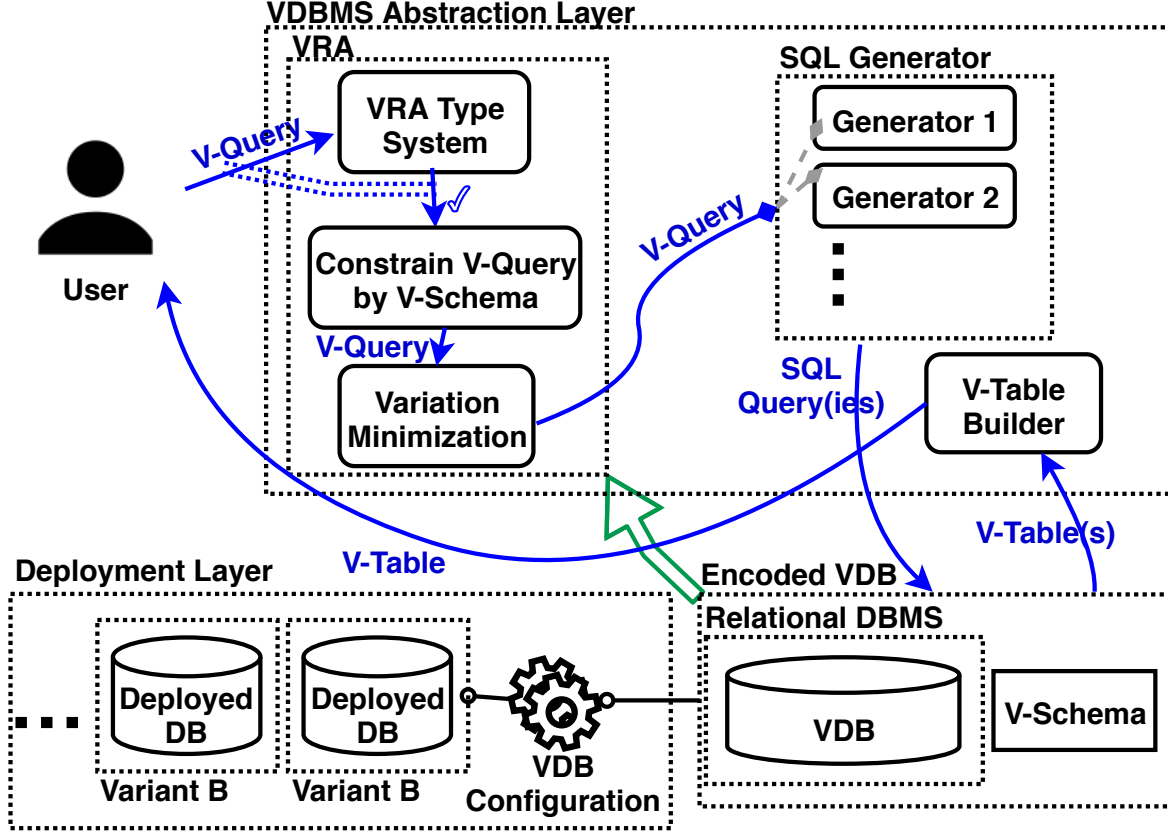 VDBMS Abstraction Layer
VRA
SQL Generator
VRA Type
System
Generator 1
Generator 2
V-Query
User
Constrain V-Query
by V-Schema
V-Query
V-Query
Variation
Minimization
SQL
Query(ies)
V-Table
Builder
V-Table
V-Table(s)
Deployment Layer
Encoded VDB
Relational DBMS
Deployed
DB
Deployed
DB
VDB
V-Schema
Variant B
Variant B
VDB
Configuration